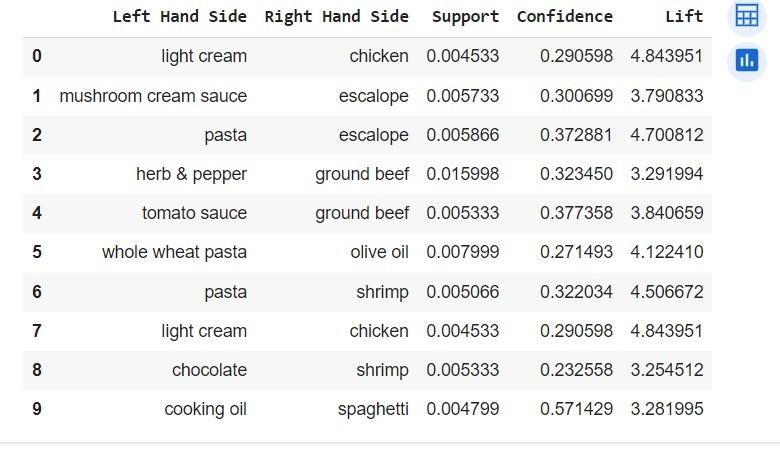 Left Hand Side Right Hand Side Support Confidence Lift
0 light cream chicken 0.004533 0.290598 4.843951
1 mushroom cream sauce escalope 0.005733 0.300699 3.790833
2 pasta escalope 0.005866 0.372881 4.700812
3 herb & pepper ground beef 0.015998 0.323450 3.291994
4 tomato sauce ground beef 0.005333 0.377358 3.840659
5 whole wheat pasta olive oil 0.007999 0.271493 4.122410
6 pasta shrimp 0.005066 0.322034 4.506672
7 light cream chicken 0.004533 0.290598 4.843951
8 chocolate shrimp 0.005333 0.232558 3.254512
9 cooking oil spaghetti 0.004799 0.571429 3.281995